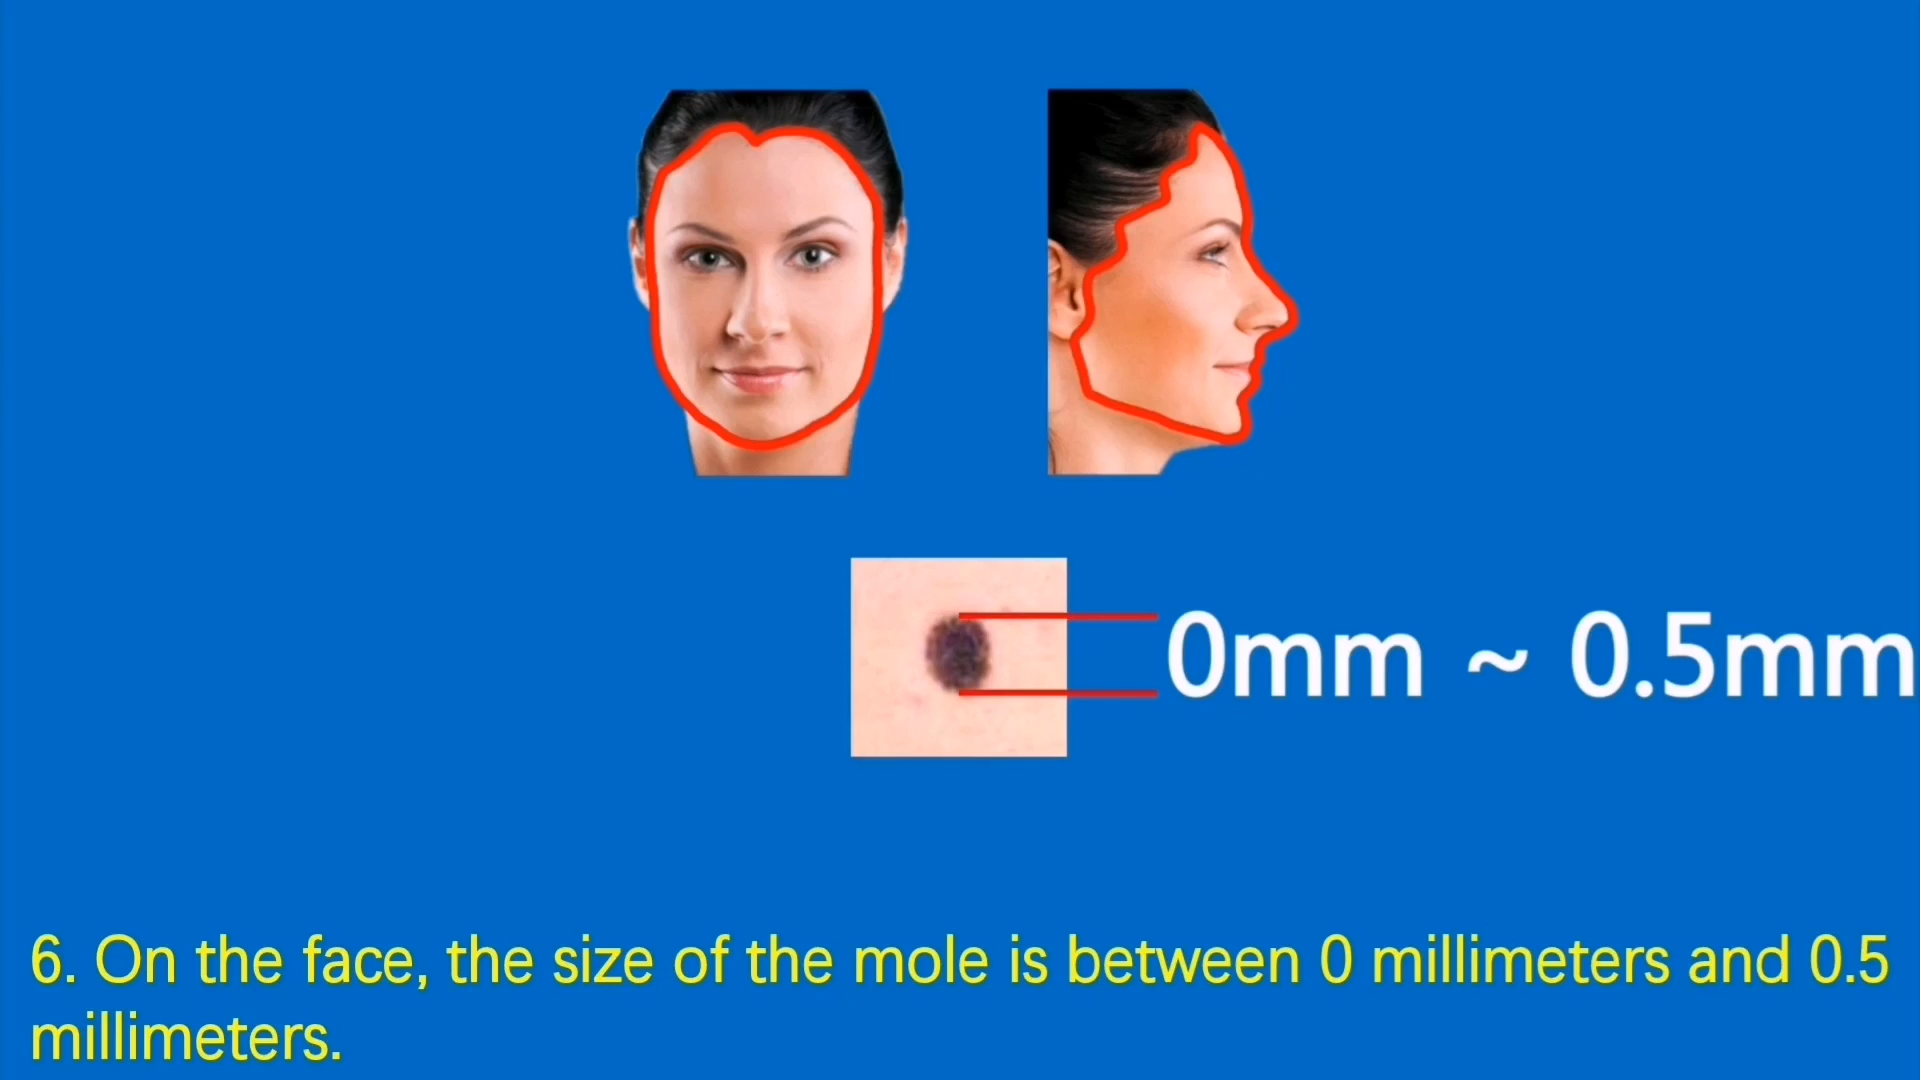 0mm ~ 0.5mm
6. On the face, the size of the mole is between 0 millimeters and 0.5
millimeters.